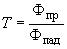 T = Φпр / Φпад